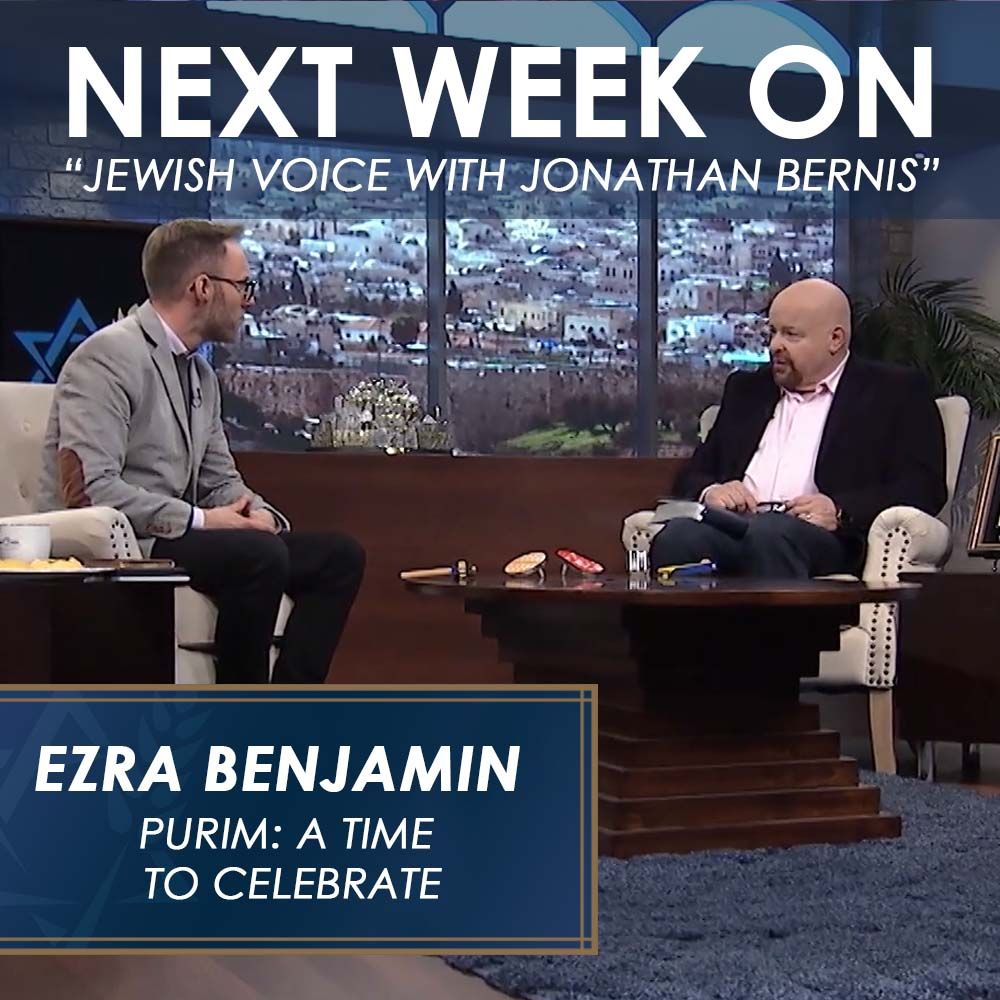 NEXT WEEK ON
“JEWISH VOICE WITH JONATHAN BERNIS”
EZRA BENJAMIN
PURIM: A TIME
TO CELEBRATE